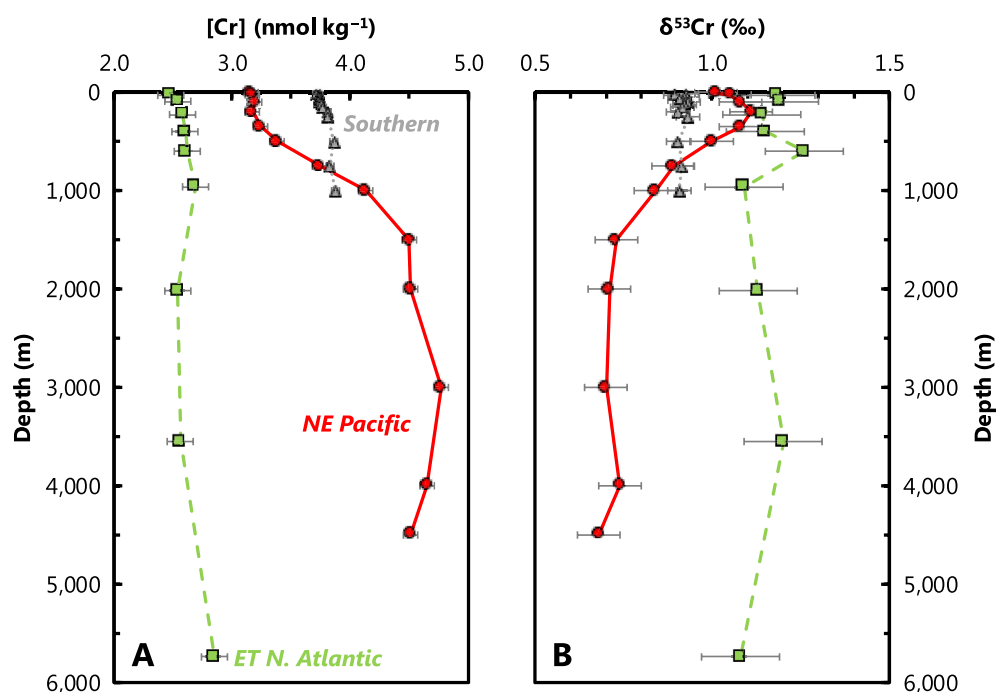 [Cr] (nmol kg⁻¹)
2.0 3.0 4.0 5.0
0
1,000
2,000
3,000
4,000
5,000
6,000
Depth (m)
Southern
NE Pacific
ET N. Atlantic
A
δ⁵³Cr (‰)
0.5 1.0 1.5
0
1,000
2,000
3,000
4,000
5,000
6,000
Depth (m)
B